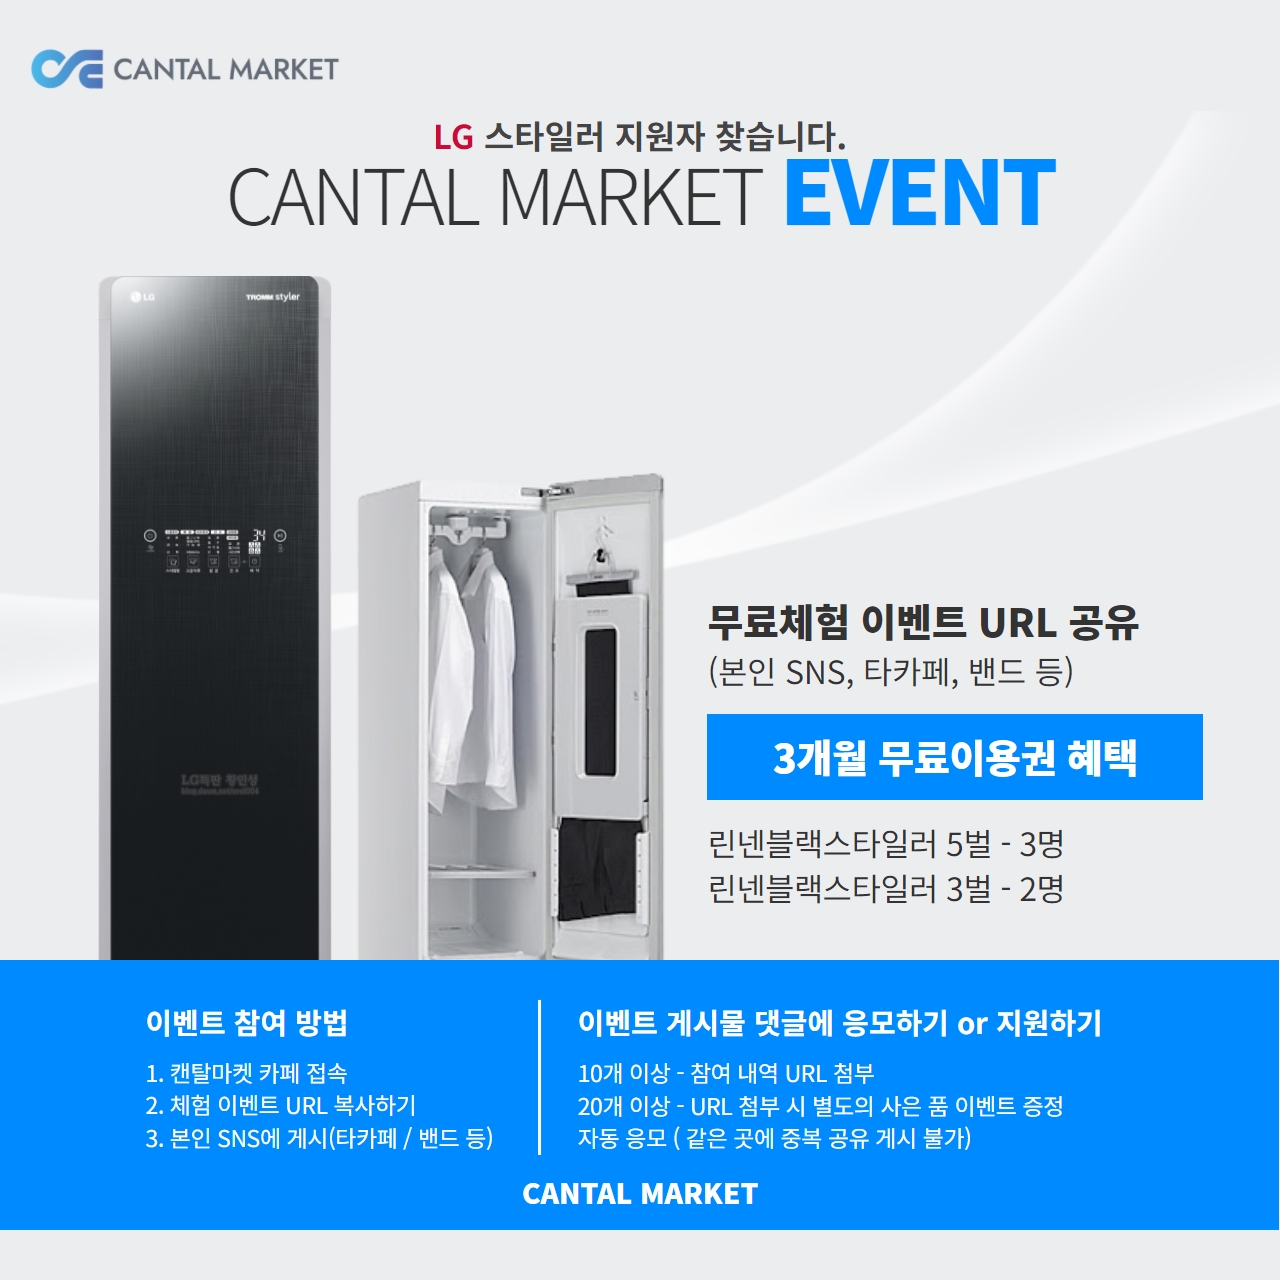 CANTAL MARKET
LG 스타일러 지원자 찾습니다.
CANTAL MARKET EVENT
LG
TROMM styler
34
LG특판 황민성
무료체험 이벤트 URL 공유
(본인 SNS, 타카페, 밴드 등)
3개월 무료이용권 혜택
린넨블랙스타일러 5벌 - 3명
린넨블랙스타일러 3벌 - 2명
이벤트 참여 방법
1. 캔탈마켓 카페 접속
2. 체험 이벤트 URL 복사하기
3. 본인 SNS에 게시(타카페 / 밴드 등)
이벤트 게시물 댓글에 응모하기 or 지원하기
10개 이상 - 참여 내역 URL 첨부
20개 이상 - URL 첨부 시 별도의 사은 품 이벤트 증정
자동 응모 ( 같은 곳에 중복 공유 게시 불가)
CANTAL MARKET